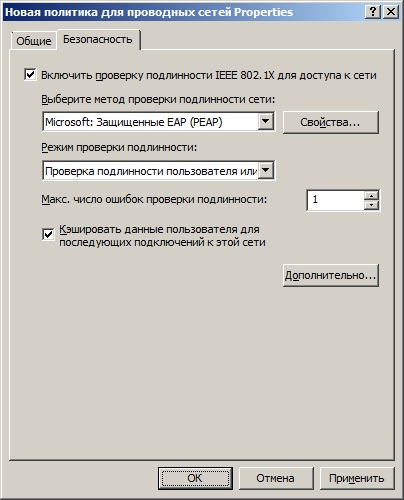 Новая политика для проводных сетей Properties
Общие
Безопасность
Включить проверку подлинности IEEE 802.1X для доступа к сети
Выберите метод проверки подлинности сети:
Microsoft: Защищенные EAP (PEAP)
Свойства...
Режим проверки подлинности:
Проверка подлинности пользователя или
Макс. число ошибок проверки подлинности:
1
Кэшировать данные пользователя для
последующих подключений к этой сети
Дополнительно...
OK
Отмена
Применить